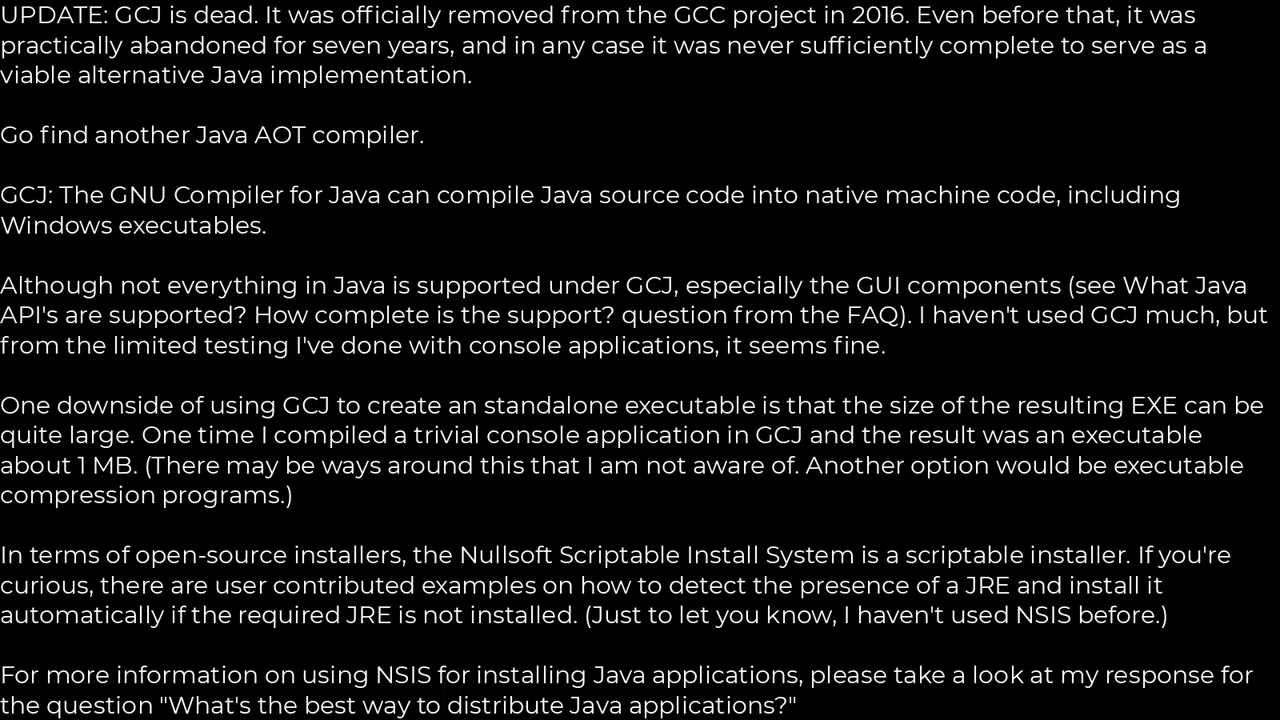 UPDATE: GCJ is dead. It was officially removed from the GCC project in 2016. Even before that, it was
practically abandoned for seven years, and in any case it was never sufficiently complete to serve as a
viable alternative Java implementation.
Go find another Java AOT compiler.
GCJ: The GNU Compiler for Java can compile Java source code into native machine code, including
Windows executables.
Although not everything in Java is supported under GCJ, especially the GUI components (see What Java
API's are supported? How complete is the support? question from the FAQ). I haven't used GCJ much, but
from the limited testing I've done with console applications, it seems fine.
One downside of using GCJ to create an standalone executable is that the size of the resulting EXE can be
quite large. One time I compiled a trivial console application in GCJ and the result was an executable
about 1 MB. (There may be ways around this that I am not aware of. Another option would be executable
compression programs.)
In terms of open-source installers, the Nullsoft Scriptable Install System is a scriptable installer. If you're
curious, there are user contributed examples on how to detect the presence of a JRE and install it
automatically if the required JRE is not installed. (Just to let you know, I haven't used NSIS before.)
For more information on using NSIS for installing Java applications, please take a look at my response for
the question "What's the best way to distribute Java applications?"